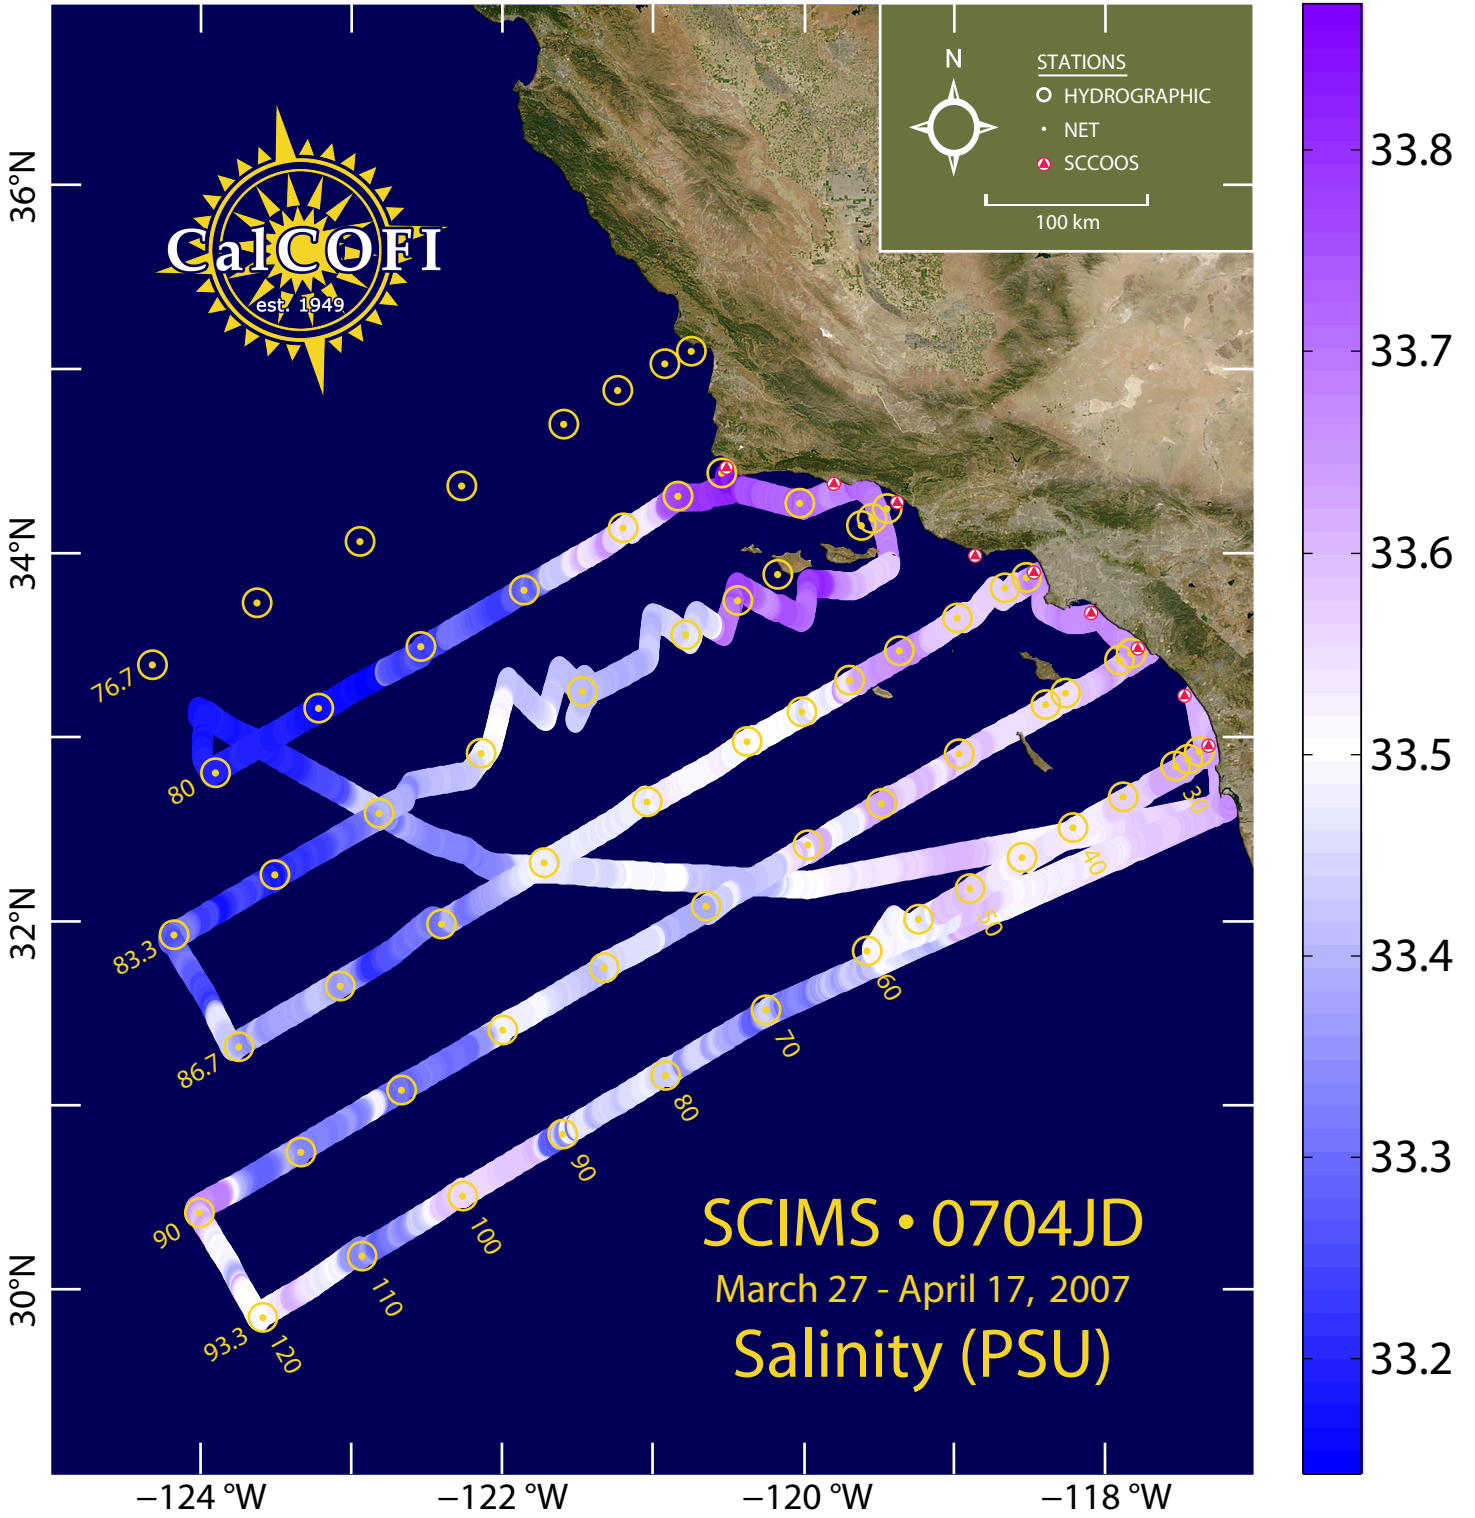 N
STATIONS
HYDROGRAPHIC
NET
SCCOOS
100 km
CalCOFI
est. 1949
36°N
34°N
32°N
30°N
76.7
80
83.3
86.7
90
93.3
30
40
50
60
70
80
90
100
110
120
SCIMS • 0704JD
March 27 - April 17, 2007
Salinity (PSU)
−124 °W
−122 °W
−120 °W
−118 °W
33.8
33.7
33.6
33.5
33.4
33.3
33.2